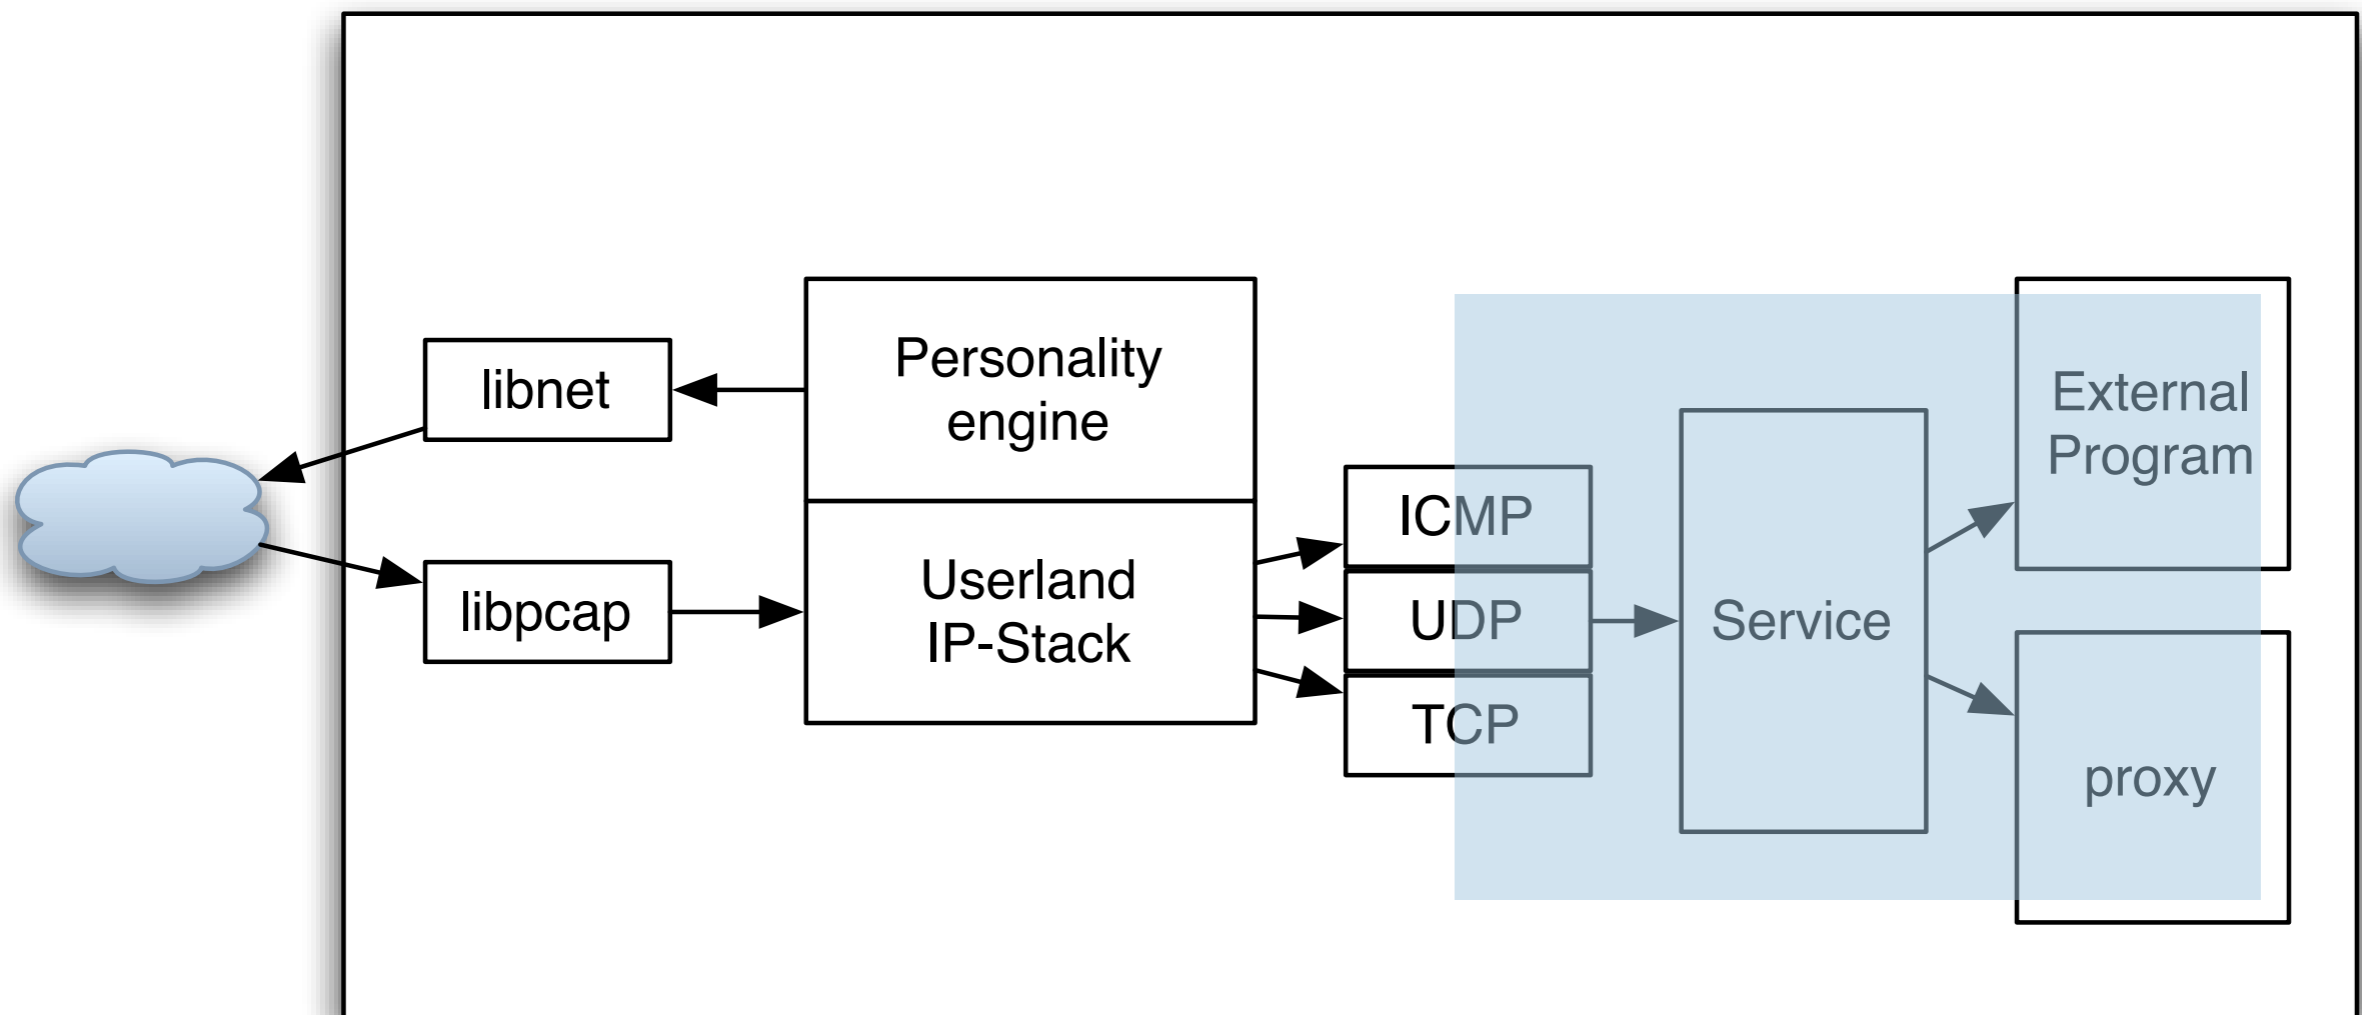 libnet
libpcap
Personality
engine
Userland
IP-Stack
ICMP
UDP
TCP
Service
External
Program
proxy